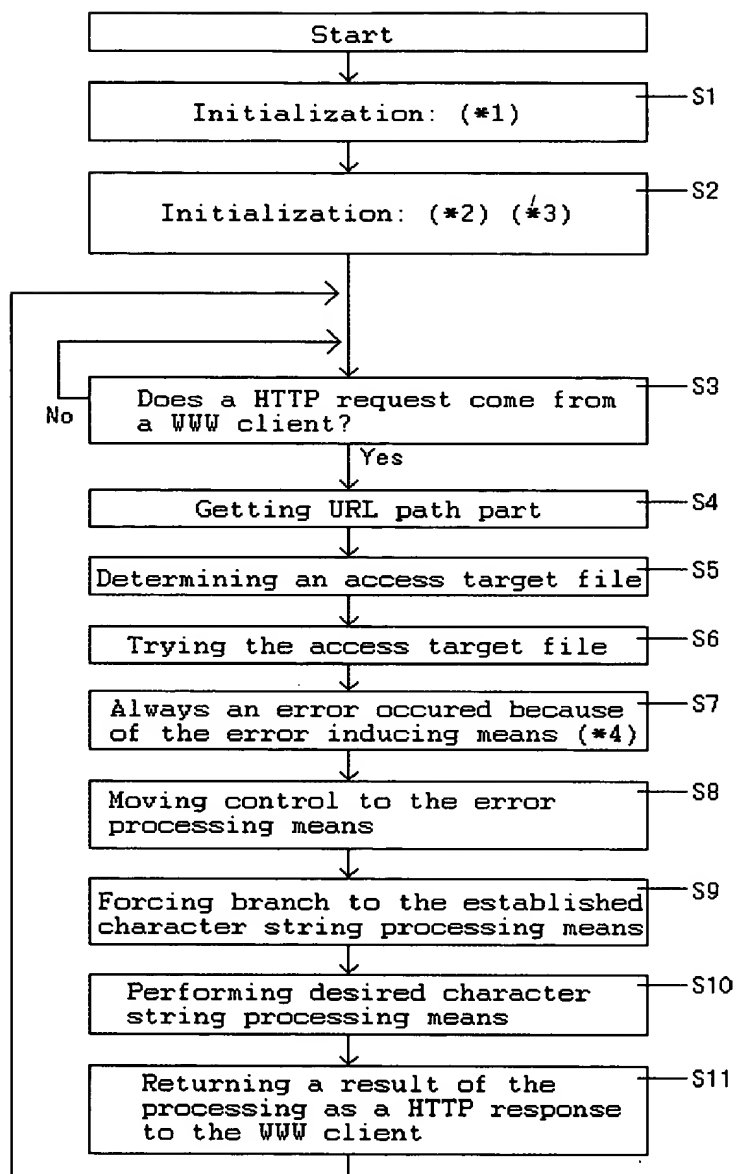 Start
Initialization: (*1)
S1
Initialization: (*2) (*3)
S2
Does a HTTP request come from
a WWW client?
S3
No
Yes
Getting URL path part
S4
Determining an access target file
S5
Trying the access target file
S6
Always an error occured because
of the error inducing means (*4)
S7
Moving control to the error
processing means
S8
Forcing branch to the established
character string processing means
S9
Performing desired character
string processing means
S10
Returning a result of the
processing as a HTTP response
to the WWW client
S11